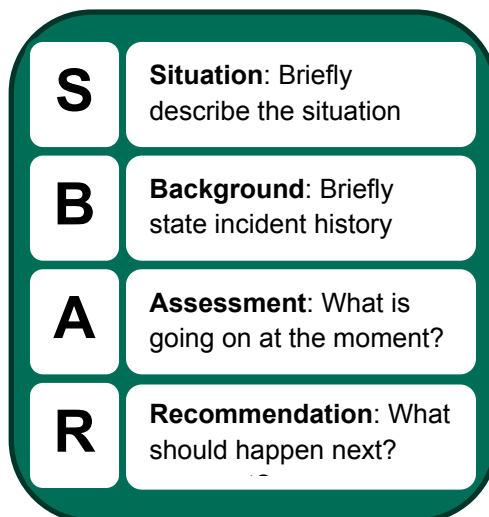 S
Situation: Briefly
describe the situation
B
Background: Briefly
state incident history
A
Assessment: What is
going on at the moment?
R
Recommendation: What
should happen next?